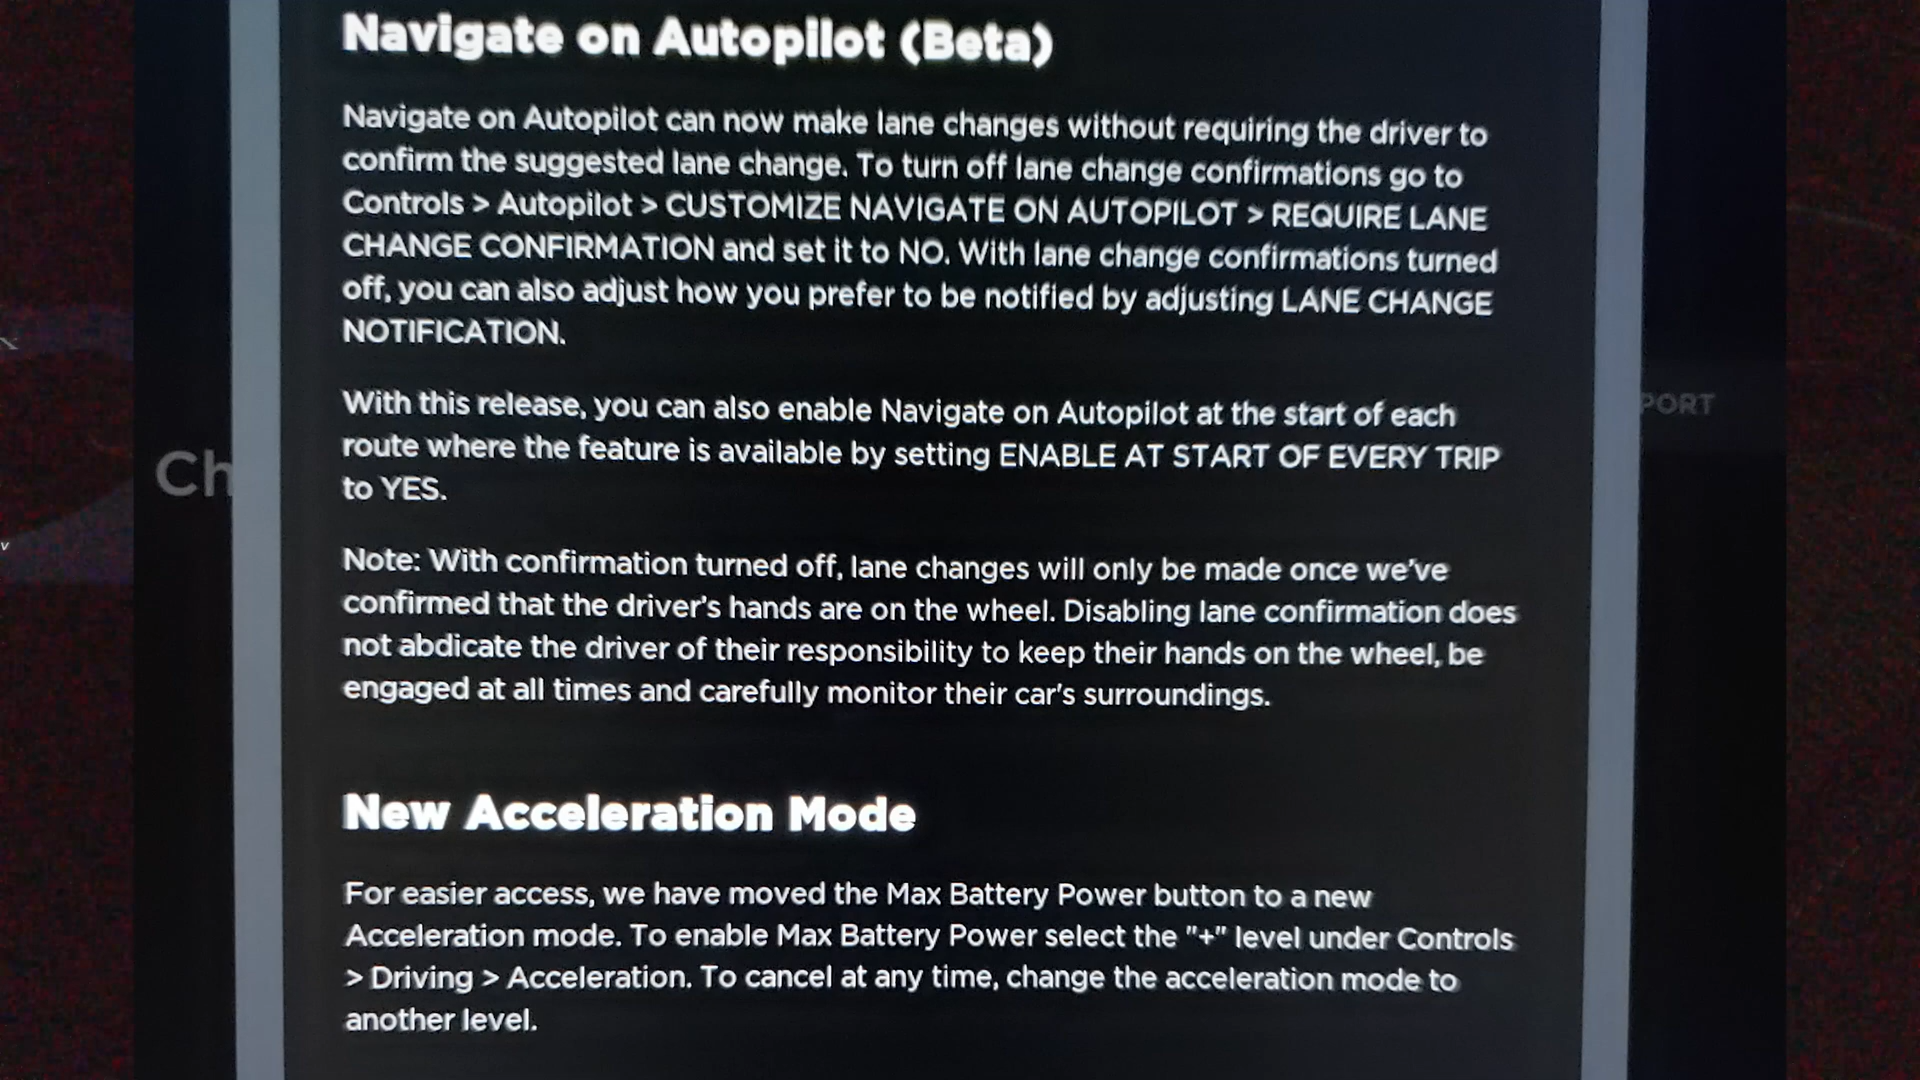 Navigate on Autopilot (Beta)
Navigate on Autopilot can now make lane changes without requiring the driver to
confirm the suggested lane change. To turn off lane change confirmations go to
Controls > Autopilot > CUSTOMIZE NAVIGATE ON AUTOPILOT > REQUIRE LANE
CHANGE CONFIRMATION and set it to NO. With lane change confirmations turned
off, you can also adjust how you prefer to be notified by adjusting LANE CHANGE
NOTIFICATION.
With this release, you can also enable Navigate on Autopilot at the start of each
route where the feature is available by setting ENABLE AT START OF EVERY TRIP
to YES.
Note: With confirmation turned off, lane changes will only be made once we've
confirmed that the driver's hands are on the wheel. Disabling lane confirmation does
not abdicate the driver of their responsibility to keep their hands on the wheel, be
engaged at all times and carefully monitor their car's surroundings.
New Acceleration Mode
For easier access, we have moved the Max Battery Power button to a new
Acceleration mode. To enable Max Battery Power select the "+" level under Controls
> Driving > Acceleration. To cancel at any time, change the acceleration mode to
another level.
Ch
PORT